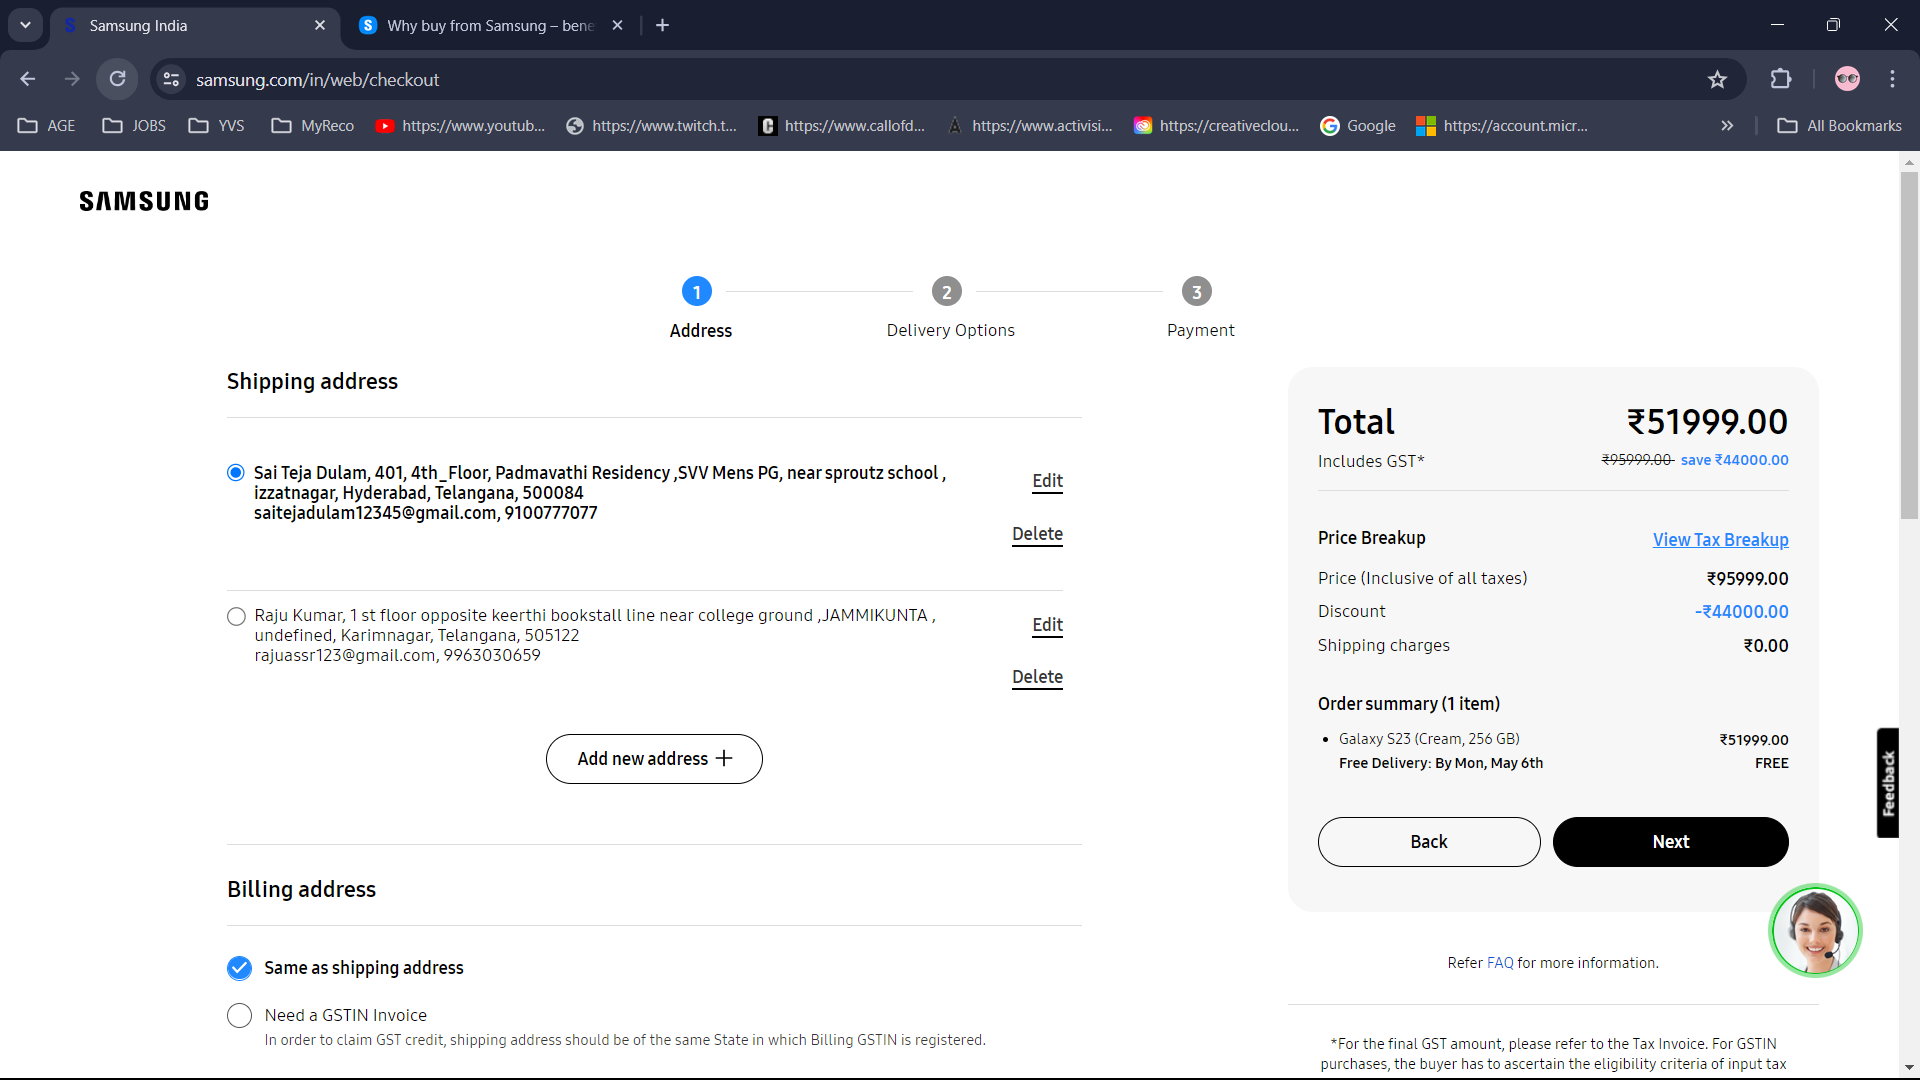 Samsung India
Why buy from Samsung – bene
samsung.com/in/web/checkout
AGE
JOBS
YVS
MyReco
https://www.youtub...
https://www.twitch.t...
https://www.callofd...
https://www.activisi...
https://creativeclou...
Google
https://account.micr...
All Bookmarks
SAMSUNG
1
2
3
Address
Delivery Options
Payment
Shipping address
Sai Teja Dulam, 401, 4th_Floor, Padmavathi Residency ,SVV Mens PG, near sproutz school ,
izzatnagar, Hyderabad, Telangana, 500084
saitejadulam12345@gmail.com, 9100777077
Edit
Delete
Raju Kumar, 1 st floor opposite keerthi bookstall line near college ground ,JAMMIKUNTA ,
undefined, Karimnagar, Telangana, 505122
rajuassr123@gmail.com, 9963030659
Edit
Delete
Add new address +
Billing address
Same as shipping address
Need a GSTIN Invoice
In order to claim GST credit, shipping address should be of the same State in which Billing GSTIN is registered.
Total ₹51999.00
Includes GST* ₹95999.00 save ₹44000.00
Price Breakup View Tax Breakup
Price (Inclusive of all taxes) ₹95999.00
Discount -₹44000.00
Shipping charges ₹0.00
Order summary (1 item)
• Galaxy S23 (Cream, 256 GB) ₹51999.00
Free Delivery: By Mon, May 6th FREE
Back
Next
Feedback
Refer FAQ for more information.
*For the final GST amount, please refer to the Tax Invoice. For GSTIN
purchases, the buyer has to ascertain the eligibility criteria of input tax